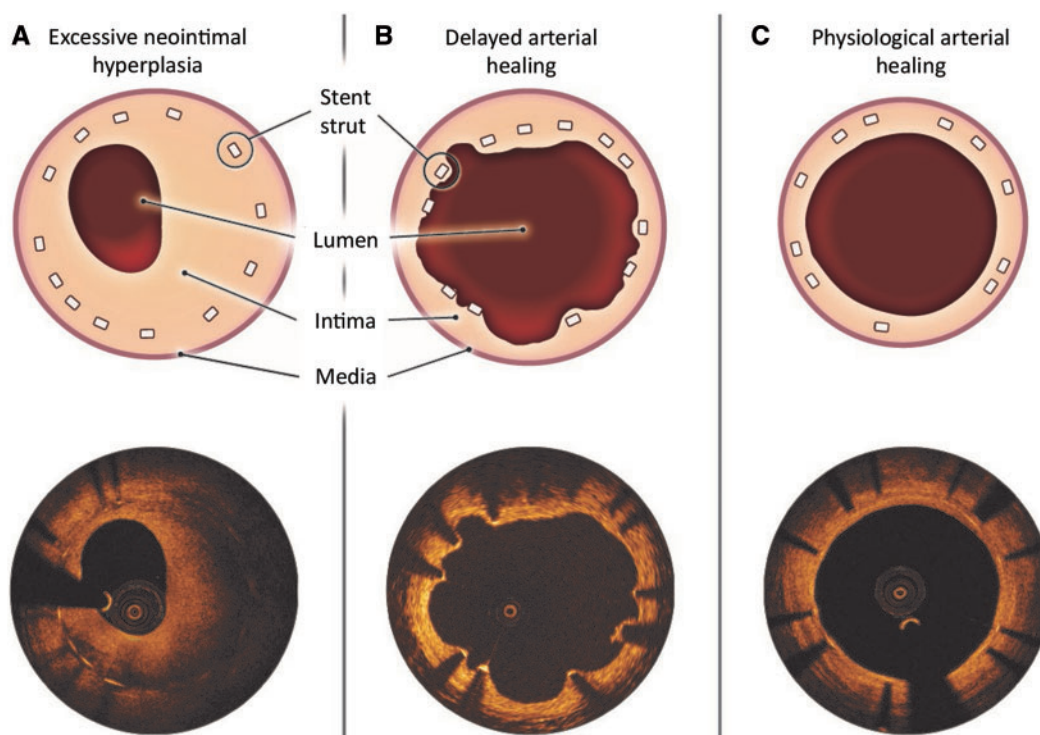 A Excessive neointimal
hyperplasia
B Delayed arterial
healing
C Physiological arterial
healing
Stent
strut
Lumen
Intima
Media